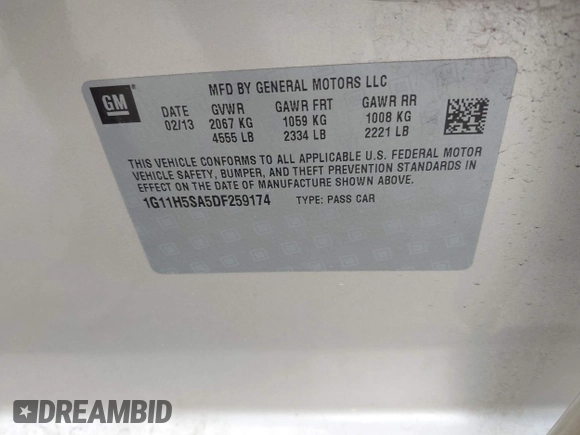 GM
MFD BY GENERAL MOTORS LLC
DATE GVWR GAWR FRT GAWR RR
02/13 2067 KG 1059 KG 1008 KG
4555 LB 2334 LB 2221 LB
THIS VEHICLE CONFORMS TO ALL APPLICABLE U.S. FEDERAL MOTOR
VEHICLE SAFETY, BUMPER, AND THEFT PREVENTION STANDARDS IN
EFFECT ON THE DATE OF MANUFACTURE SHOWN ABOVE.
1G11H5SA5DF259174 TYPE: PASS CAR
DREAMBID